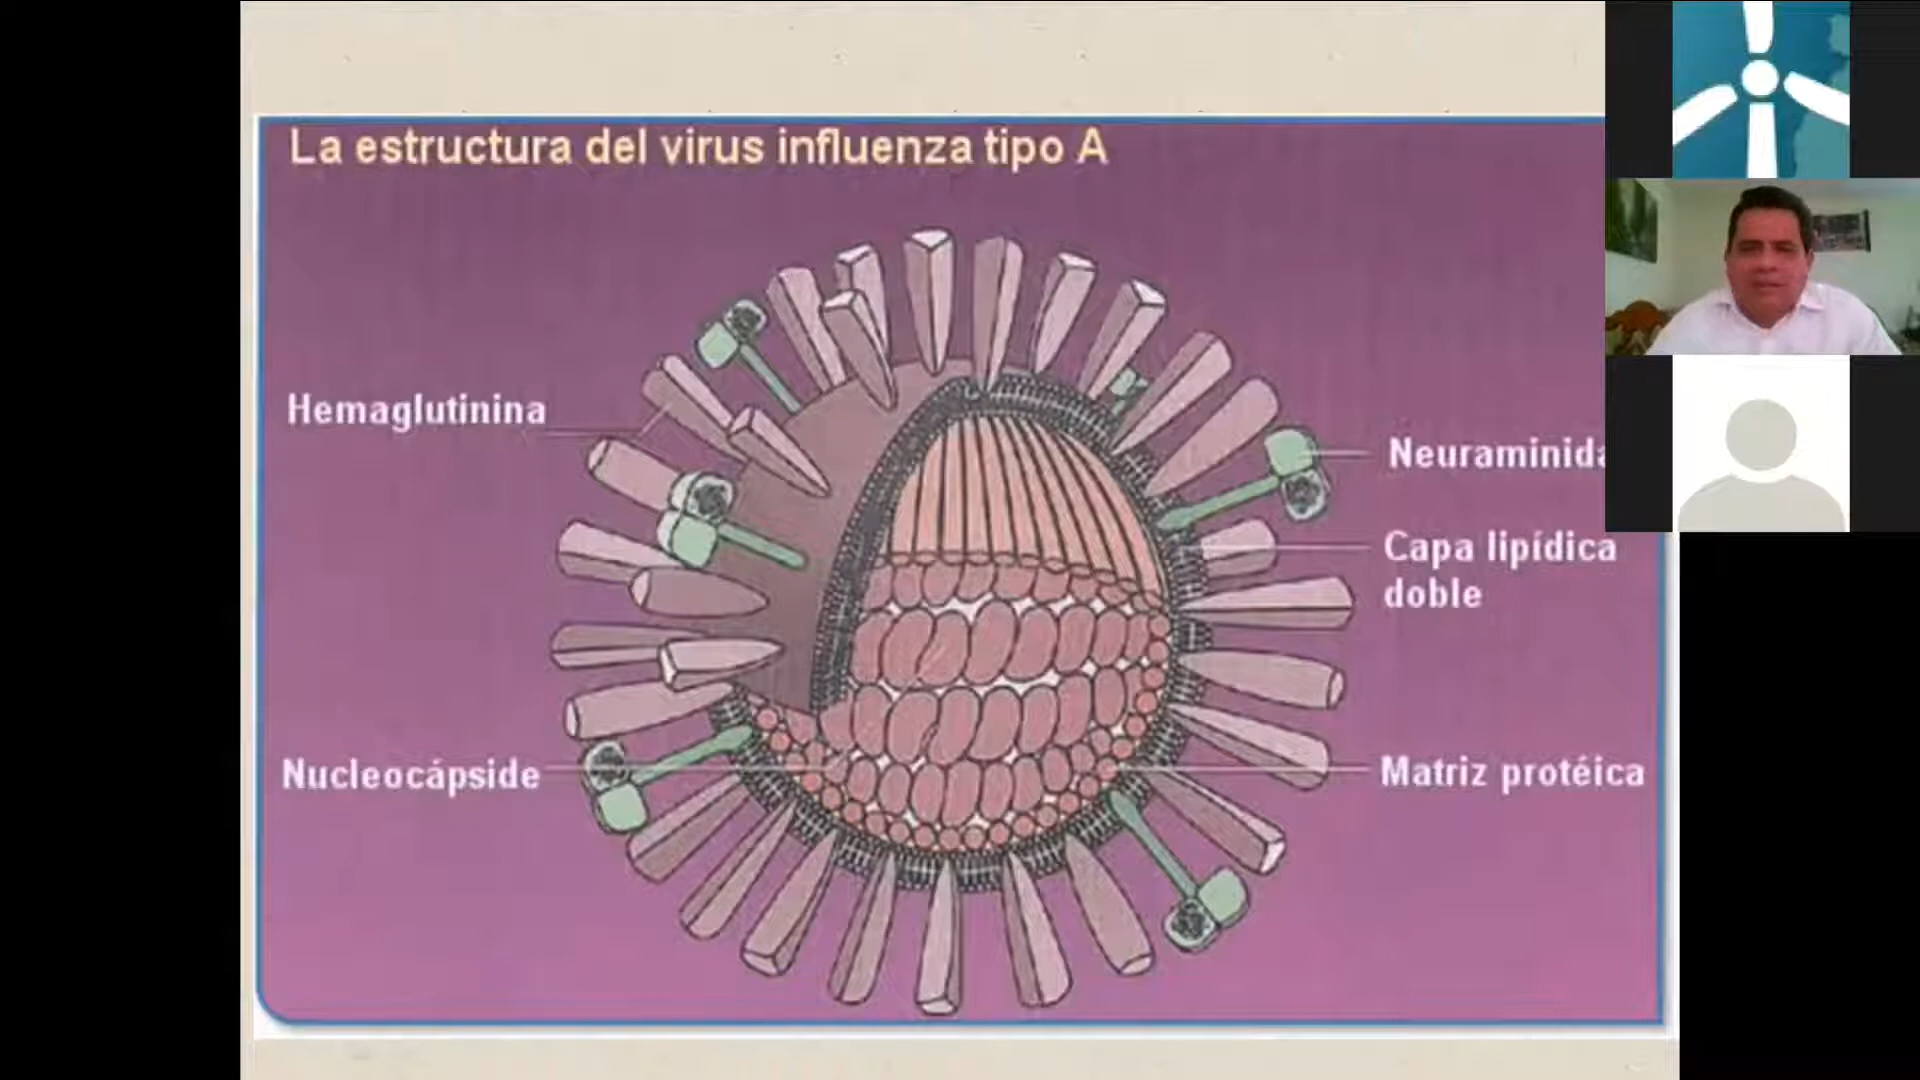 La estructura del virus influenza tipo A
Hemaglutinina
Neuraminida
Capa lipídica
doble
Nucleocápside
Matriz protéica